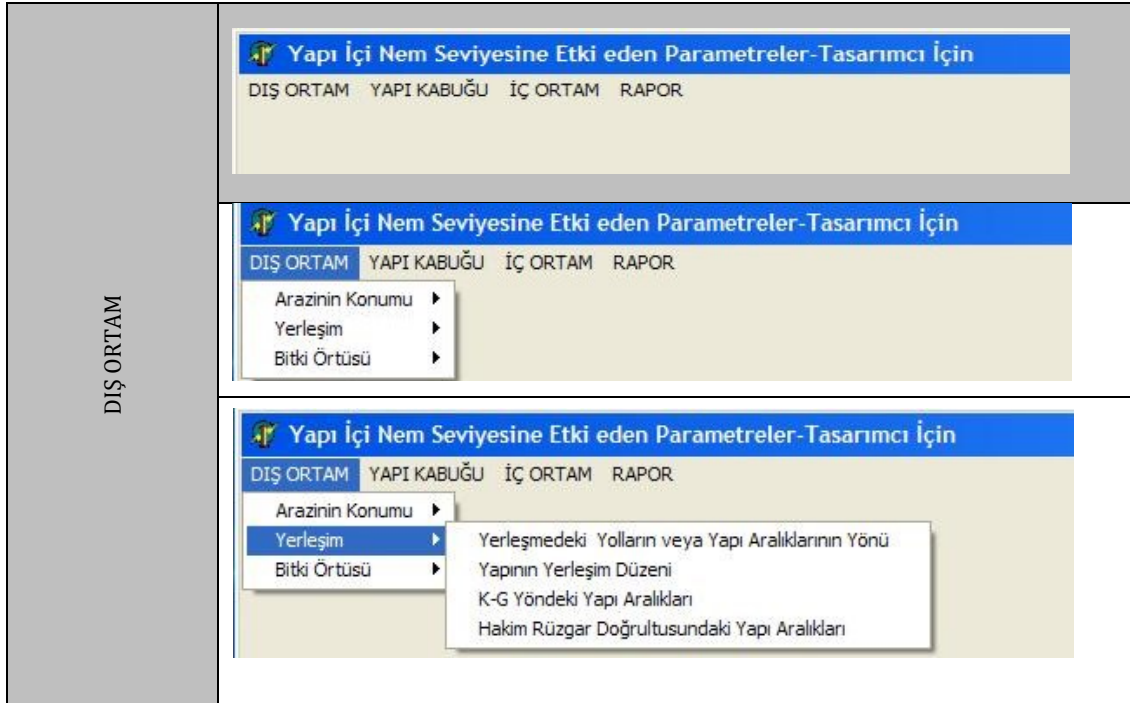 DIŞ ORTAM
Yapı İçi Nem Seviyesine Etki eden Parametreler-Tasarımcı İçin
DIŞ ORTAM YAPI KABUĞU İÇ ORTAM RAPOR
Yapı İçi Nem Seviyesine Etki eden Parametreler-Tasarımcı İçin
DIŞ ORTAM YAPI KABUĞU İÇ ORTAM RAPOR
Arazinin Konumu
Yerleşim
Bitki Örtüsü
Yapı İçi Nem Seviyesine Etki eden Parametreler-Tasarımcı İçin
DIŞ ORTAM YAPI KABUĞU İÇ ORTAM RAPOR
Arazinin Konumu
Yerleşim
Bitki Örtüsü
Yerleşmedeki Yolların veya Yapı Aralıklarının Yönü
Yapının Yerleşim Düzeni
K-G Yöndeki Yapı Aralıkları
Hakim Rüzgar Doğrultusundaki Yapı Aralıkları